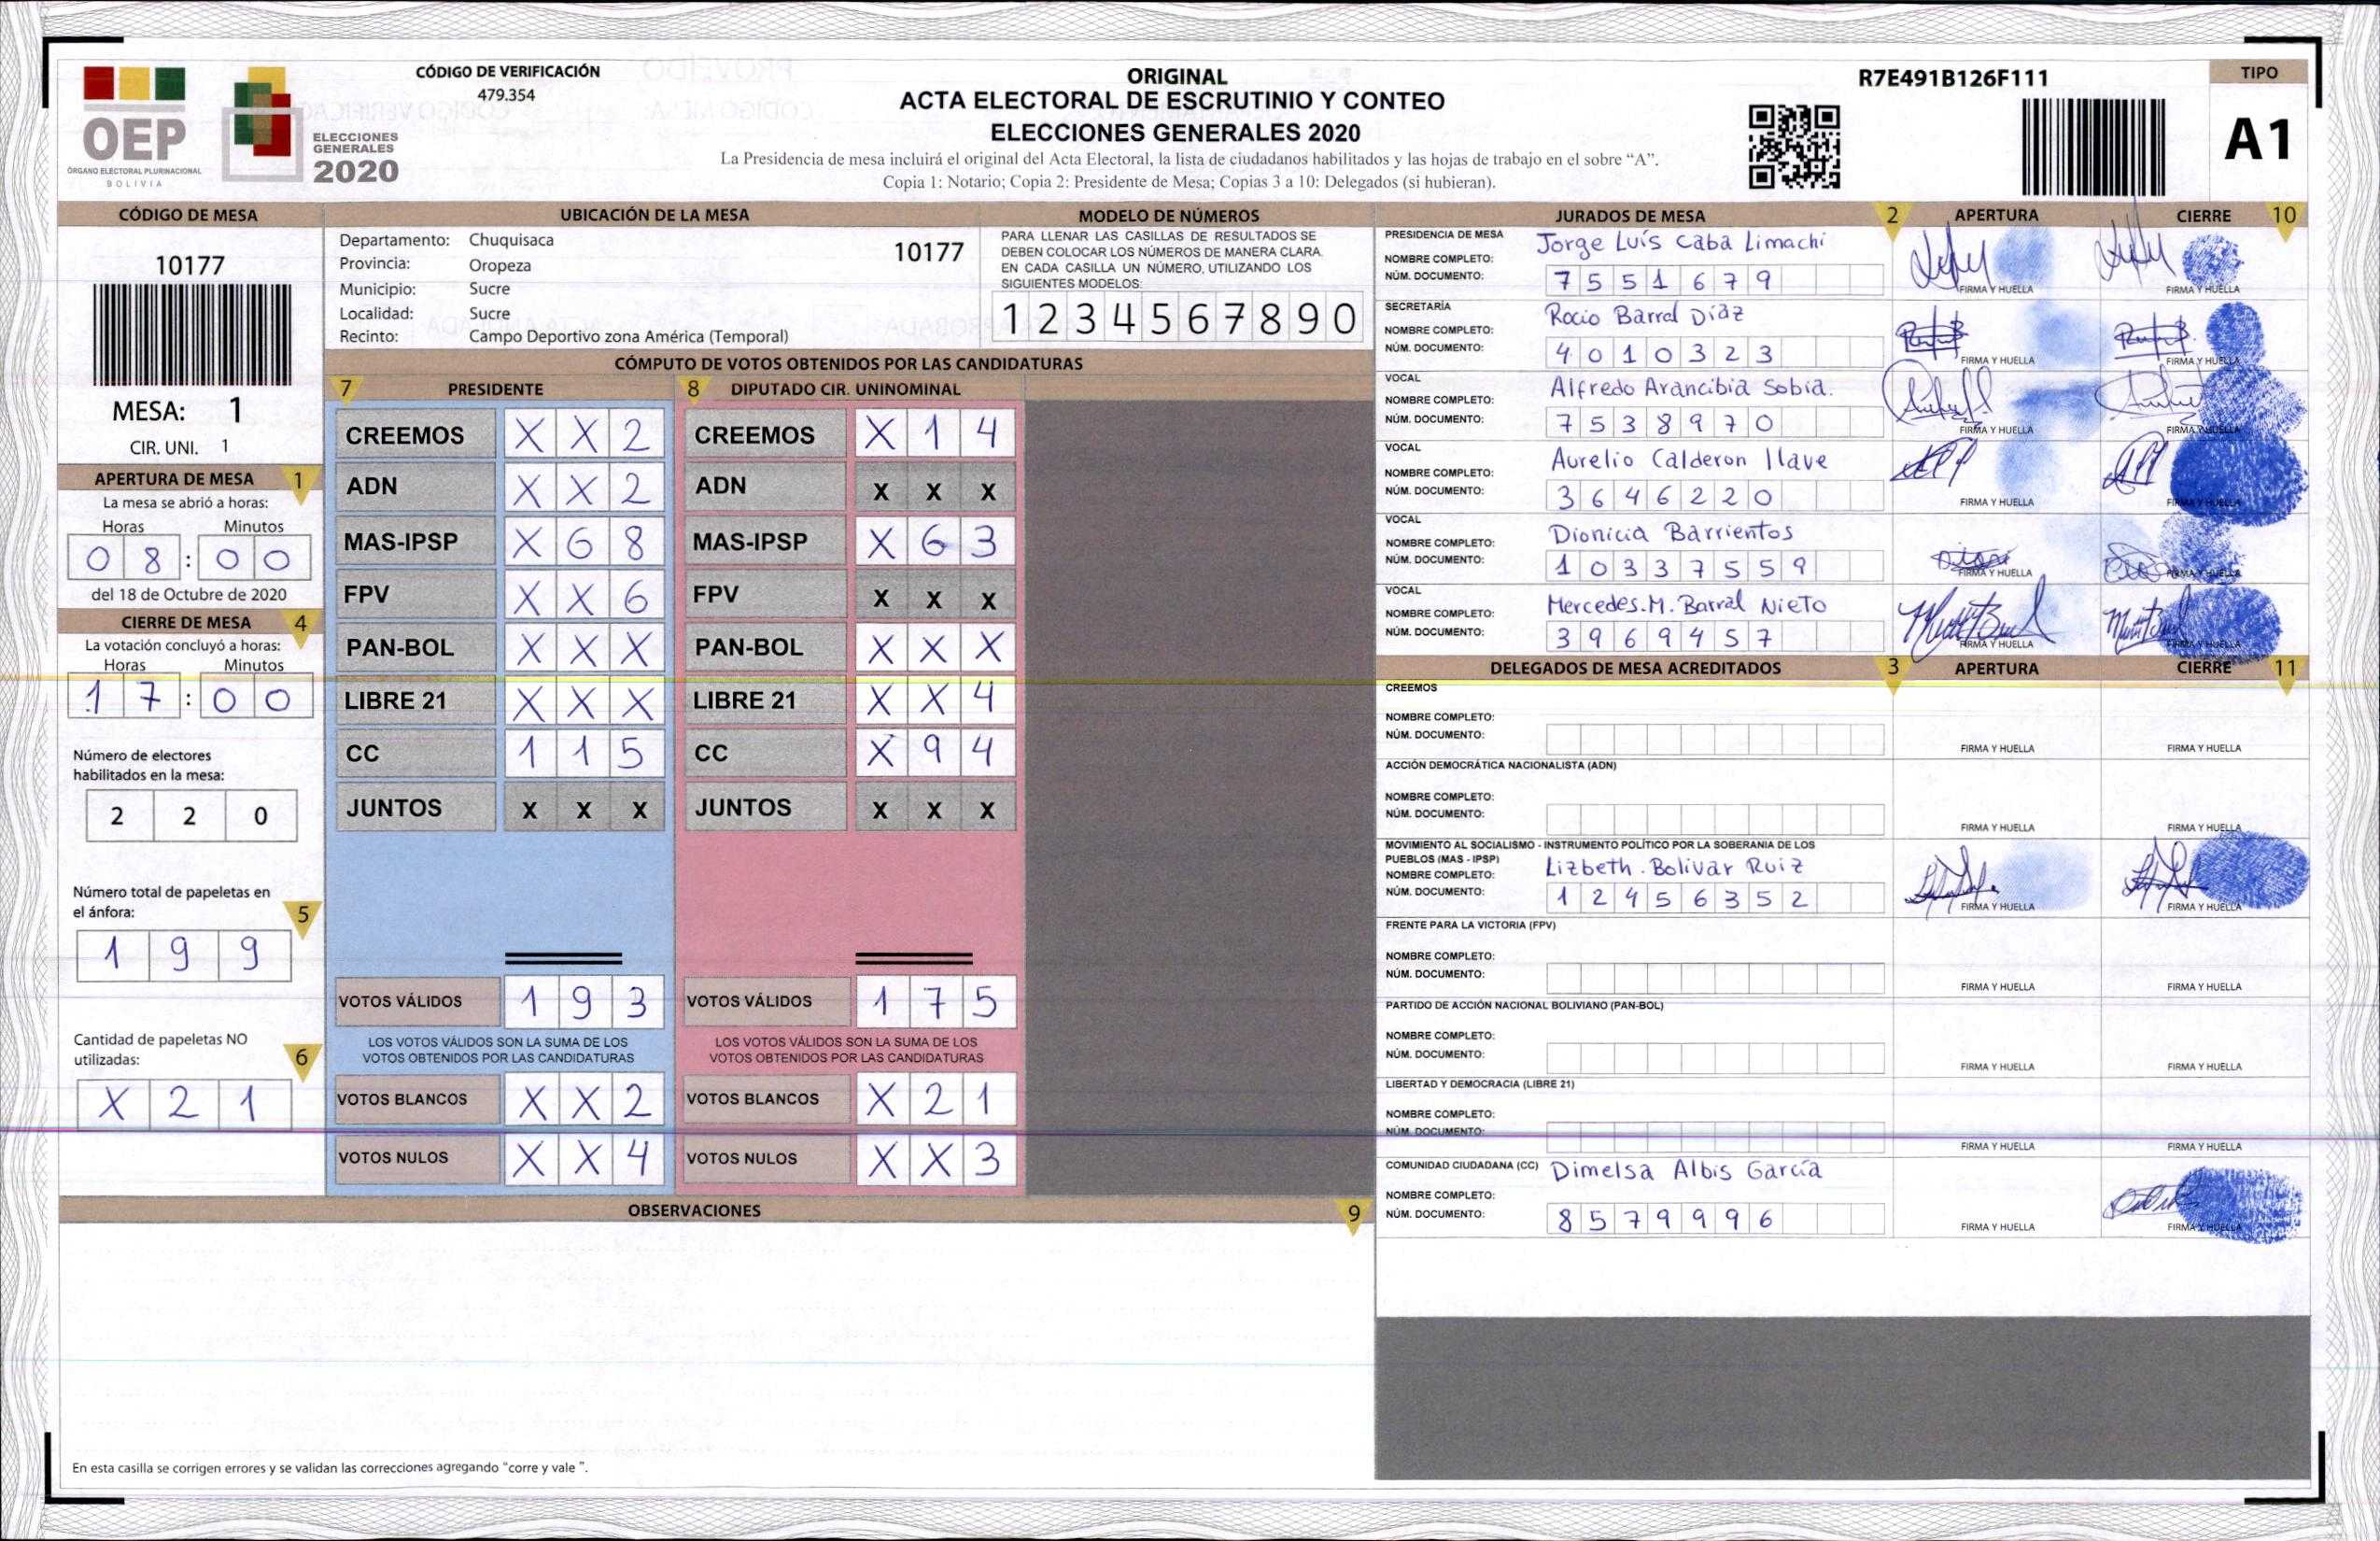 CÓDIGO DE VERIFICACIÓN
479.354
OEP
ÓRGANO ELECTORAL PLURINACIONAL
BOLIVIA
ELECCIONES
GENERALES
2020
ORIGINAL
ACTA ELECTORAL DE ESCRUTINIO Y CONTEO
ELECCIONES GENERALES 2020
La Presidencia de mesa incluirá el original del Acta Electoral, la lista de ciudadanos habilitados y las hojas de trabajo en el sobre “A”.
Copia 1: Notario; Copia 2: Presidente de Mesa; Copias 3 a 10: Delegados (si hubieran).
R7E491B126F111
TIPO
A1
CÓDIGO DE MESA
10177
MESA: 1
CIR. UNI. 1
APERTURA DE MESA 1
La mesa se abrió a horas:
Horas Minutos
0 8 : 0 0
del 18 de Octubre de 2020
CIERRE DE MESA 4
La votación concluyó a horas:
Horas Minutos
1 7 : 0 0
Número de electores
habilitados en la mesa:
2 2 0
Número total de papeletas en
el ánfora: 5
1 9 9
Cantidad de papeletas NO
utilizadas: 6
X 2 1
UBICACIÓN DE LA MESA
Departamento: Chuquisaca 10177
Provincia: Oropeza
Municipio: Sucre
Localidad: Sucre
Recinto: Campo Deportivo zona América (Temporal)
MODELO DE NÚMEROS
PARA LLENAR LAS CASILLAS DE RESULTADOS SE
DEBEN COLOCAR LOS NÚMEROS DE MANERA CLARA.
EN CADA CASILLA UN NÚMERO, UTILIZANDO LOS
SIGUIENTES MODELOS:
1 2 3 4 5 6 7 8 9 0
CÓMPUTO DE VOTOS OBTENIDOS POR LAS CANDIDATURAS
7 PRESIDENTE
CREEMOS X X 2
ADN X X 2
MAS-IPSP X 6 8
FPV X X 6
PAN-BOL X X X
LIBRE 21 X X X
CC 1 1 5
JUNTOS X X X
VOTOS VÁLIDOS 1 9 3
LOS VOTOS VÁLIDOS SON LA SUMA DE LOS
VOTOS OBTENIDOS POR LAS CANDIDATURAS
VOTOS BLANCOS X X 2
VOTOS NULOS X X 4
8 DIPUTADO CIR. UNINOMINAL
CREEMOS X 1 4
ADN X X X
MAS-IPSP X 6 3
FPV X X X
PAN-BOL X X X
LIBRE 21 X X 4
CC X 9 4
JUNTOS X X X
VOTOS VÁLIDOS 1 7 5
LOS VOTOS VÁLIDOS SON LA SUMA DE LOS
VOTOS OBTENIDOS POR LAS CANDIDATURAS
VOTOS BLANCOS X 2 1
VOTOS NULOS X X 3
OBSERVACIONES 9
En esta casilla se corrigen errores y se validan las correcciones agregando “corre y vale ”.
JURADOS DE MESA 2 APERTURA CIERRE 10
PRESIDENCIA DE MESA
NOMBRE COMPLETO: Jorge Luís Caba Limachi
NÚM. DOCUMENTO: 7 5 5 1 6 7 9
FIRMA Y HUELLA FIRMA Y HUELLA
SECRETARÍA
NOMBRE COMPLETO: Rocio Barral Díaz
NÚM. DOCUMENTO: 4 0 1 0 3 2 3
FIRMA Y HUELLA FIRMA Y HUELLA
VOCAL
NOMBRE COMPLETO: Alfredo Arancibia Sobia.
NÚM. DOCUMENTO: 7 5 3 8 9 7 0
FIRMA Y HUELLA FIRMA Y HUELLA
VOCAL
NOMBRE COMPLETO: Aurelio Calderon llave
NÚM. DOCUMENTO: 3 6 4 6 2 2 0
FIRMA Y HUELLA FIRMA Y HUELLA
VOCAL
NOMBRE COMPLETO: Dionicia Barrientos
NÚM. DOCUMENTO: 1 0 3 3 7 5 5 9
FIRMA Y HUELLA FIRMA Y HUELLA
VOCAL
NOMBRE COMPLETO: Mercedes.M. Barral Nieto
NÚM. DOCUMENTO: 3 9 6 9 4 5 7
FIRMA Y HUELLA FIRMA Y HUELLA
DELEGADOS DE MESA ACREDITADOS 3 APERTURA CIERRE 11
CREEMOS
NOMBRE COMPLETO:
NÚM. DOCUMENTO:
FIRMA Y HUELLA FIRMA Y HUELLA
ACCIÓN DEMOCRÁTICA NACIONALISTA (ADN)
NOMBRE COMPLETO:
NÚM. DOCUMENTO:
FIRMA Y HUELLA FIRMA Y HUELLA
MOVIMIENTO AL SOCIALISMO - INSTRUMENTO POLÍTICO POR LA SOBERANIA DE LOS
PUEBLOS (MAS - IPSP)
NOMBRE COMPLETO: Lizbeth. Bolivar Ruiz
NÚM. DOCUMENTO: 1 2 4 5 6 3 5 2
FIRMA Y HUELLA FIRMA Y HUELLA
FRENTE PARA LA VICTORIA (FPV)
NOMBRE COMPLETO:
NÚM. DOCUMENTO:
FIRMA Y HUELLA FIRMA Y HUELLA
PARTIDO DE ACCIÓN NACIONAL BOLIVIANO (PAN-BOL)
NOMBRE COMPLETO:
NÚM. DOCUMENTO:
FIRMA Y HUELLA FIRMA Y HUELLA
LIBERTAD Y DEMOCRACIA (LIBRE 21)
NOMBRE COMPLETO:
NÚM. DOCUMENTO:
FIRMA Y HUELLA FIRMA Y HUELLA
COMUNIDAD CIUDADANA (CC)
NOMBRE COMPLETO: Dimelsa Albis García
NÚM. DOCUMENTO: 8 5 7 9 9 9 6
FIRMA Y HUELLA FIRMA Y HUELLA